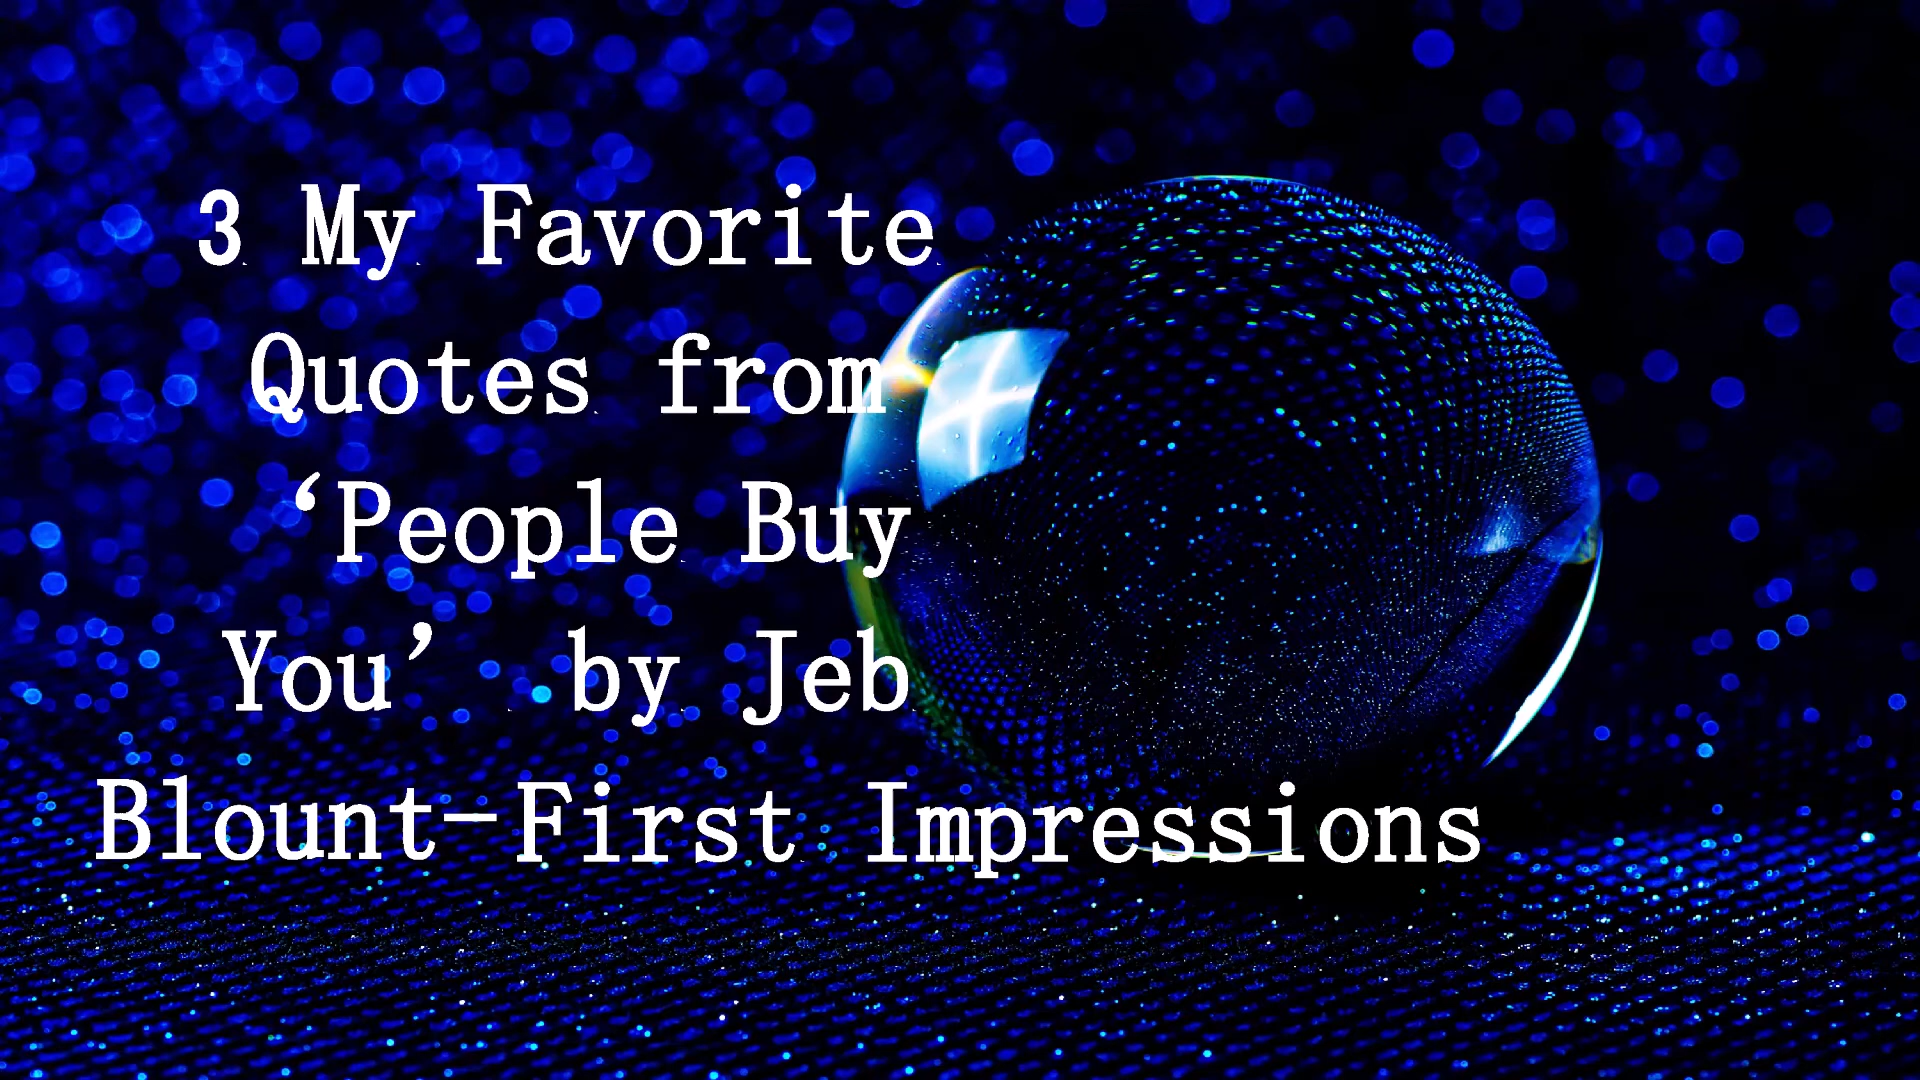 3 My Favorite
Quotes from
‘People Buy
You’ by Jeb
Blount-First Impressions